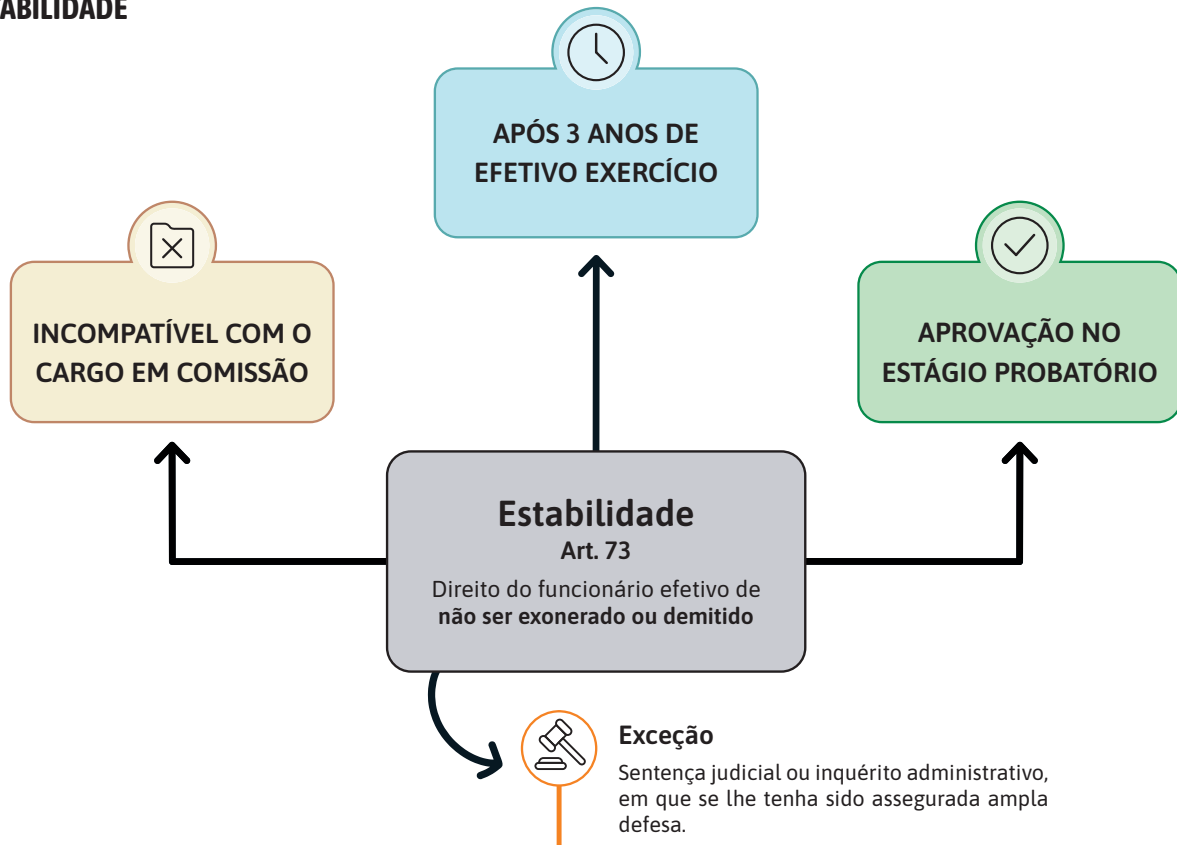 APÓS 3 ANOS DE
EFETIVO EXERCÍCIO
INCOMPATÍVEL COM O
CARGO EM COMISSÃO
APROVAÇÃO NO
ESTÁGIO PROBATÓRIO
Estabilidade
Art. 73
Direito do funcionário efetivo de
não ser exonerado ou demitido
Exceção
Sentença judicial ou inquérito administrativo,
em que se lhe tenha sido assegurada ampla
defesa.